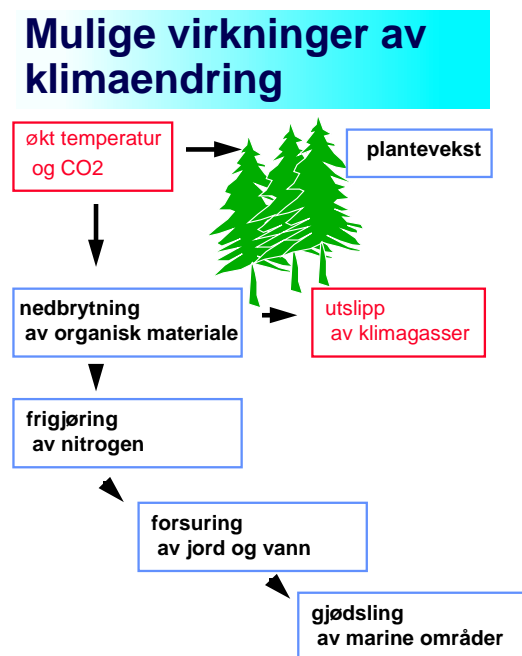 Mulige virkninger av
klimaendring
økt temperatur
og CO2
plantevekst
nedbrytning
av organisk materiale
utslipp
av klimagasser
frigjøring
av nitrogen
forsuring
av jord og vann
gjødsling
av marine områder